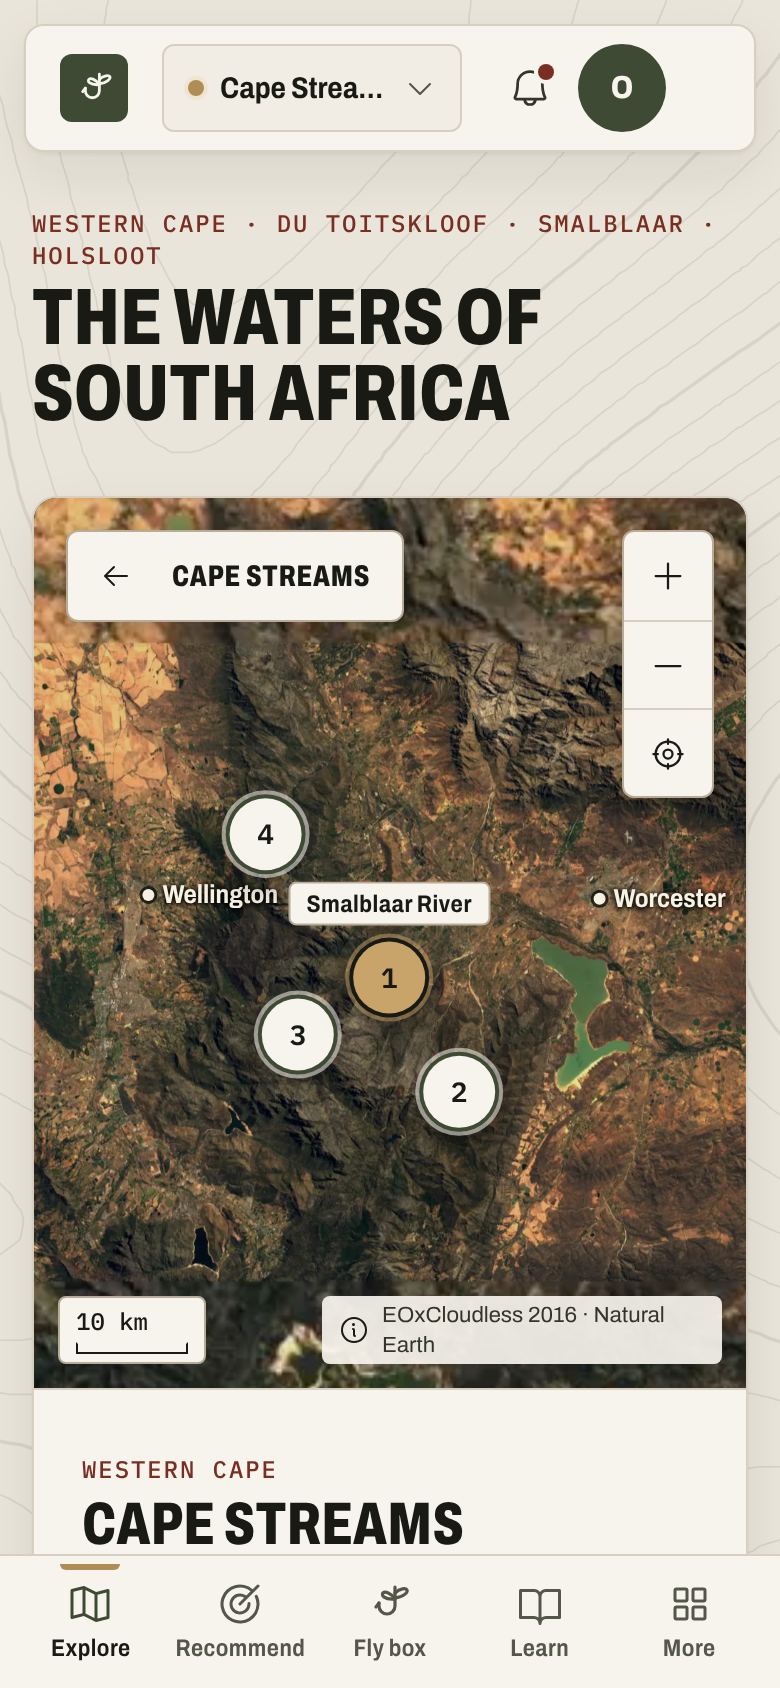 Cape Strea...
O
WESTERN CAPE · DU TOITSKLOOF · SMALBLAAR ·
HOLSLOOT
THE WATERS OF
SOUTH AFRICA
CAPE STREAMS
4
Wellington
Smalblaar River
Worcester
1
3
2
10 km
EOxCloudless 2016 · Natural
Earth
WESTERN CAPE
CAPE STREAMS
Explore
Recommend
Fly box
Learn
More